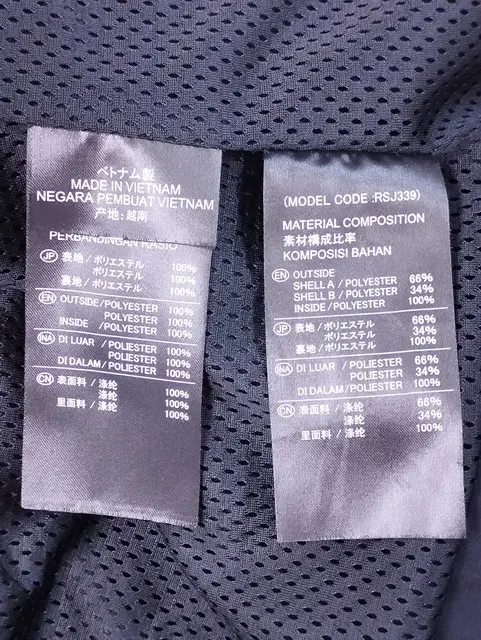 ベトナム製
MADE IN VIETNAM
NEGARA PEMBUAT VIETNAM
产地:越南
PERBANDINGAN RASIO
JP 表地/ポリエステル 100%
ポリエステル 100%
裏地/ポリエステル 100%
EN OUTSIDE/POLYESTER 100%
POLYESTER 100%
INSIDE /POLYESTER 100%
INA DI LUAR /POLIESTER 100%
POLIESTER 100%
DI DALAM/POLIESTER 100%
CN 表面料/涤纶 100%
涤纶 100%
里面料/涤纶 100%
(MODEL CODE :RSJ339)
MATERIAL COMPOSITION
素材構成比率
KOMPOSISI BAHAN
EN OUTSIDE
SHELL A / POLYESTER 66%
SHELL B / POLYESTER 34%
INSIDE/POLYESTER 100%
JP 表地/ポリエステル 66%
ポリエステル 34%
裏地/ポリエステル 100%
INA DI LUAR /POLIESTER 66%
POLIESTER 34%
DI DALAM/POLIESTER 100%
CN 表面料/涤纶 66%
涤纶 34%
里面料/涤纶 100%